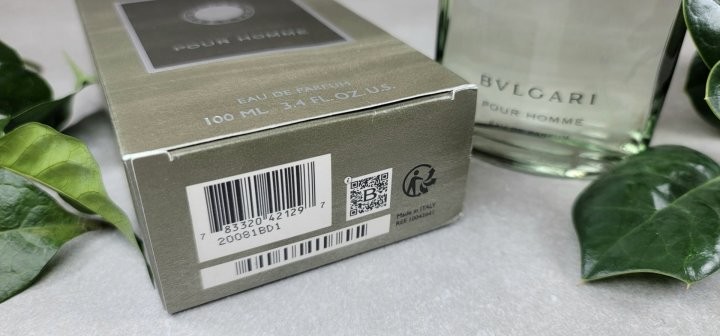 POUR HOMME
EAU DE PARFUM
100 ML 3.4 FL.OZ.U.S.
BVLGARI
POUR HOMME
7 83320 42129 7
20081BD1
B
Made in ITALY